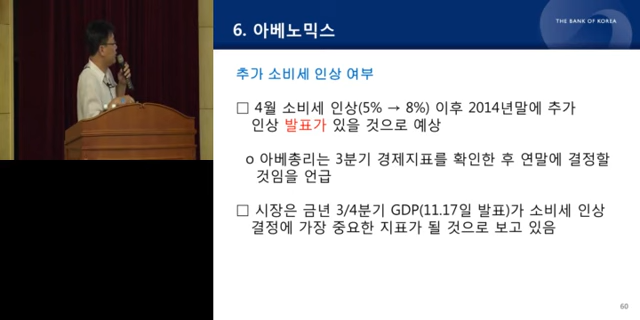 6. 아베노믹스
THE BANK OF KOREA
추가 소비세 인상 여부
□ 4월 소비세 인상(5% → 8%) 이후 2014년말에 추가
인상 발표가 있을 것으로 예상
o 아베총리는 3분기 경제지표를 확인한 후 연말에 결정할
것임을 언급
□ 시장은 금년 3/4분기 GDP(11.17일 발표)가 소비세 인상
결정에 가장 중요한 지표가 될 것으로 보고 있음
60